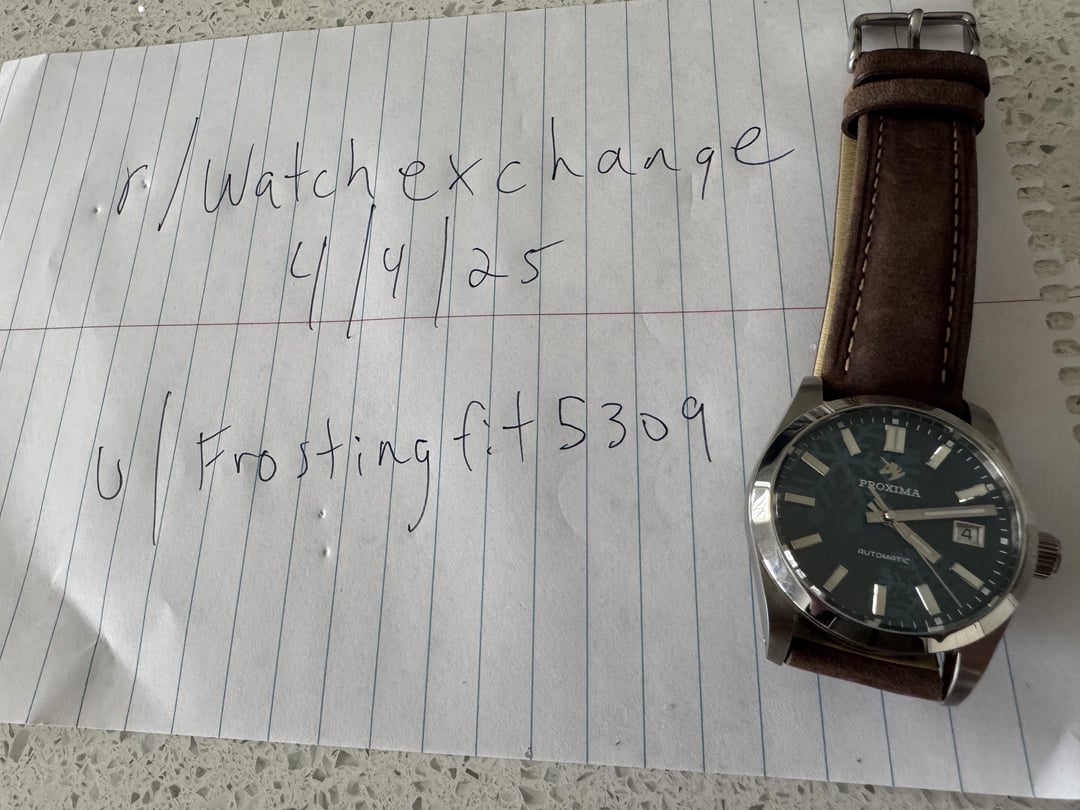 r/Watchexchange
4/4/25
u/Frostingfit5309
PROXIMA
4
AUTOMATIC